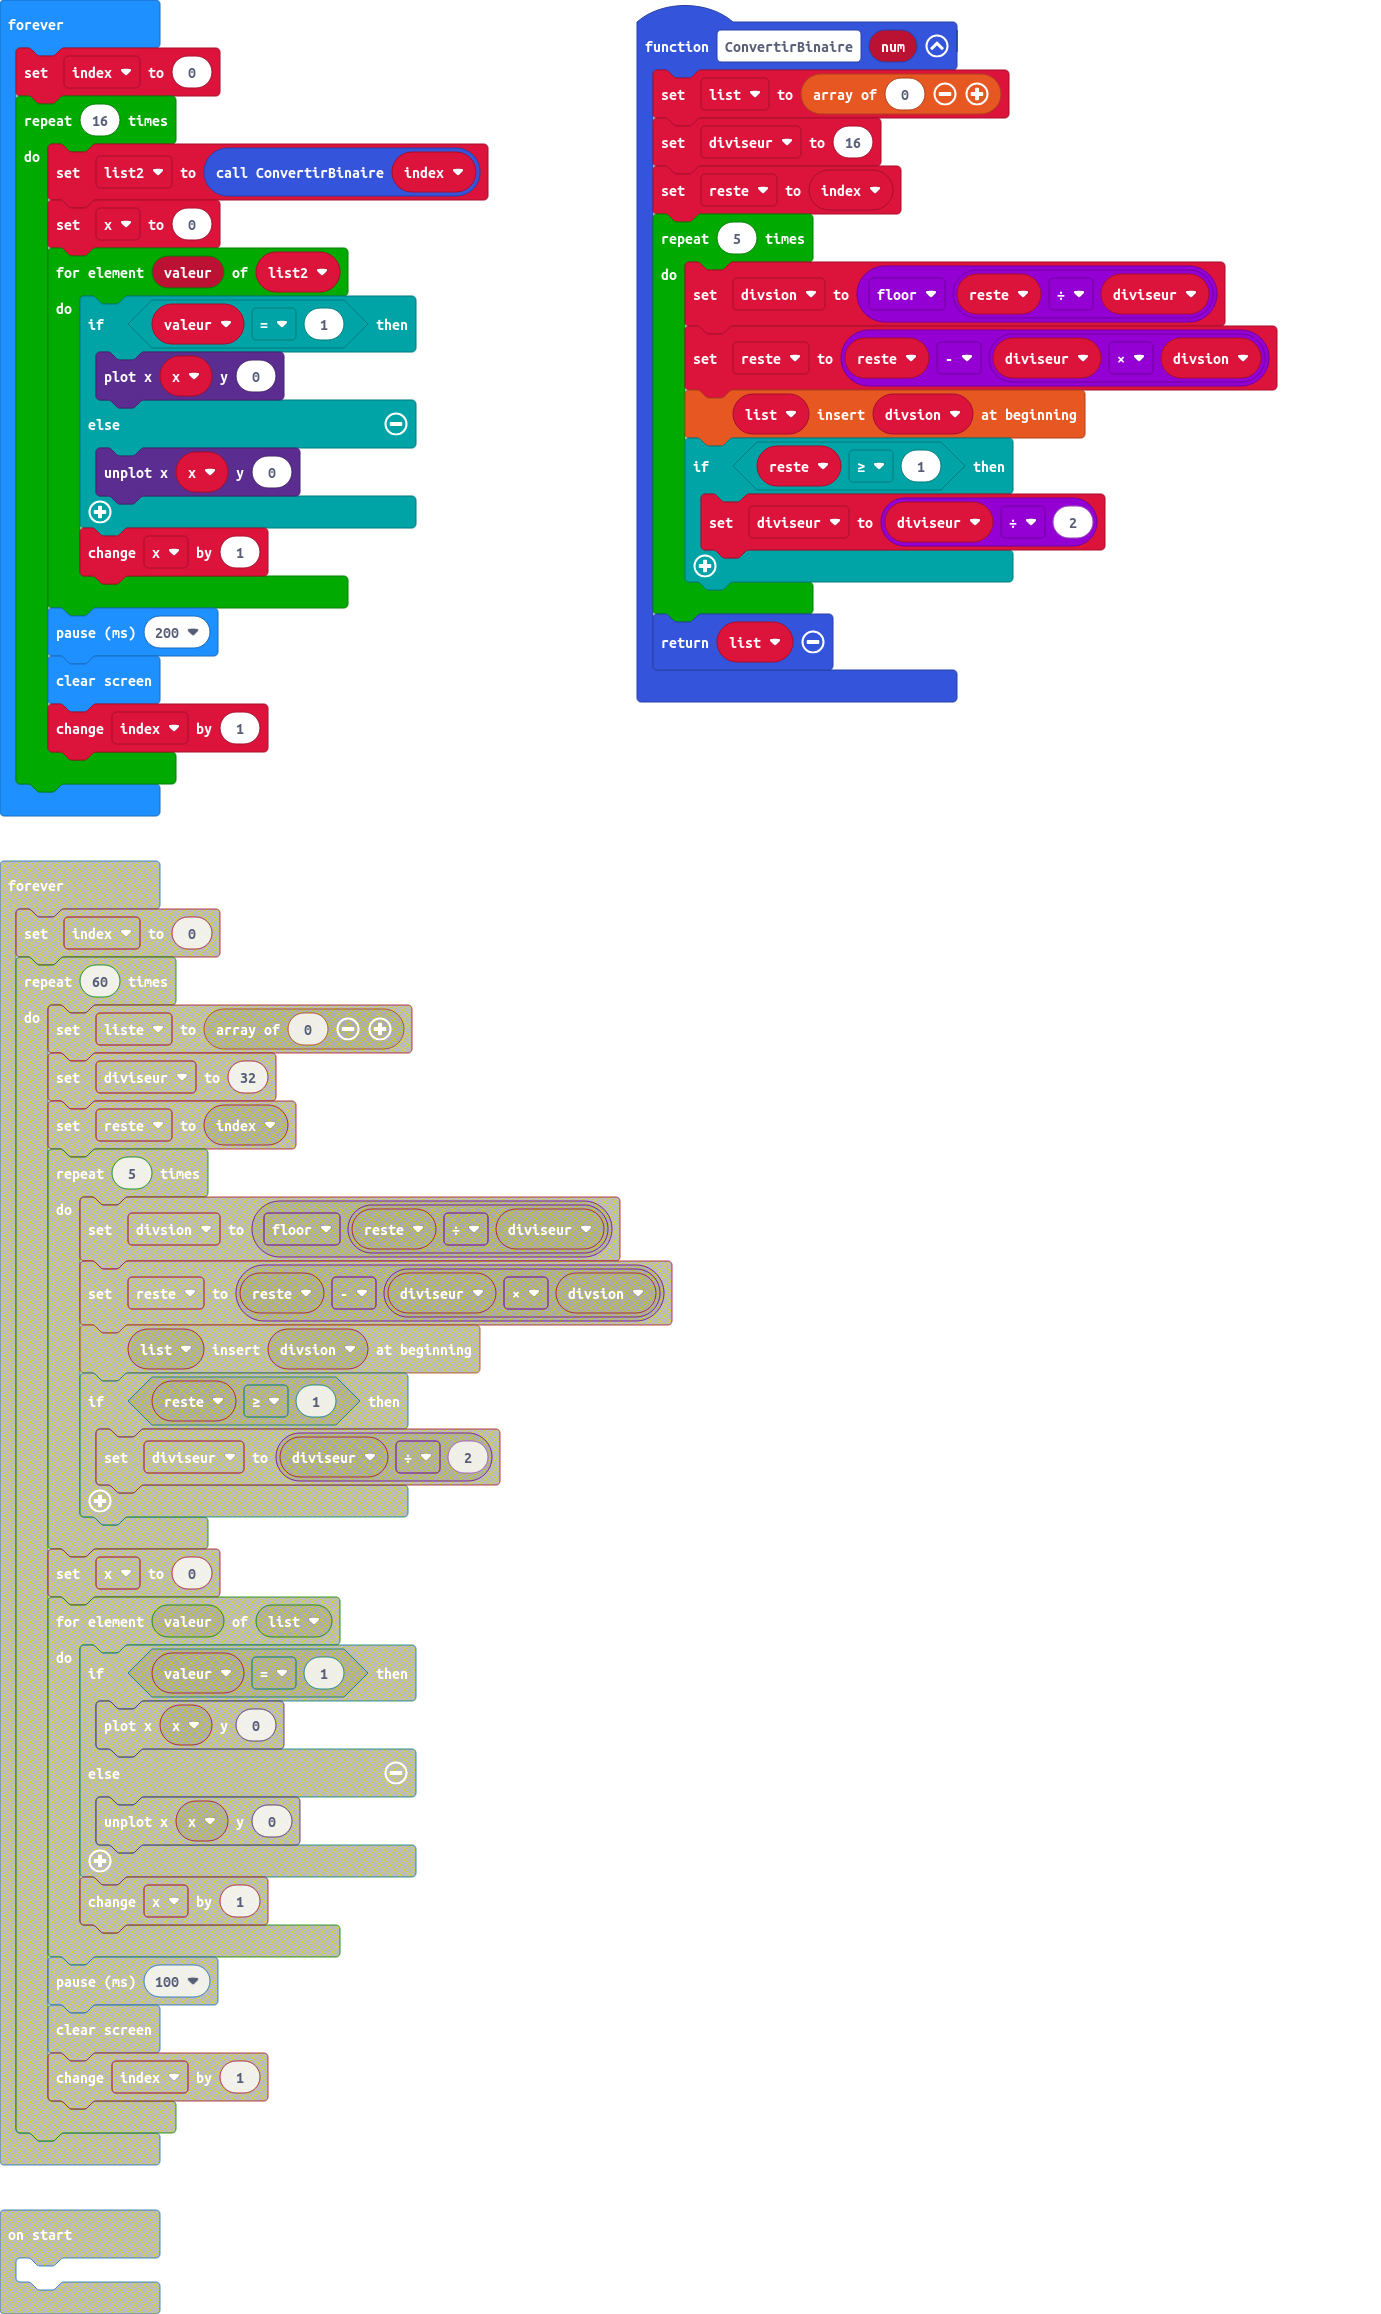 forever
set index to 0
repeat 16 times
do
set list2 to call ConvertirBinaire index
set x to 0
for element valeur of list2
do
if valeur = 1 then
plot x x y 0
else
unplot x x y 0
change x by 1
pause (ms) 200
clear screen
change index by 1
function ConvertirBinaire num
set list to array of 0
set diviseur to 16
set reste to index
repeat 5 times
do
set divsion to floor reste ÷ diviseur
set reste to reste - diviseur × divsion
list insert divsion at beginning
if reste ≥ 1 then
set diviseur to diviseur ÷ 2
return list
forever
set index to 0
repeat 60 times
do
set liste to array of 0
set diviseur to 32
set reste to index
repeat 5 times
do
set divsion to floor reste ÷ diviseur
set reste to reste - diviseur × divsion
list insert divsion at beginning
if reste ≥ 1 then
set diviseur to diviseur ÷ 2
set x to 0
for element valeur of list
do
if valeur = 1 then
plot x x y 0
else
unplot x x y 0
change x by 1
pause (ms) 100
clear screen
change index by 1
on start